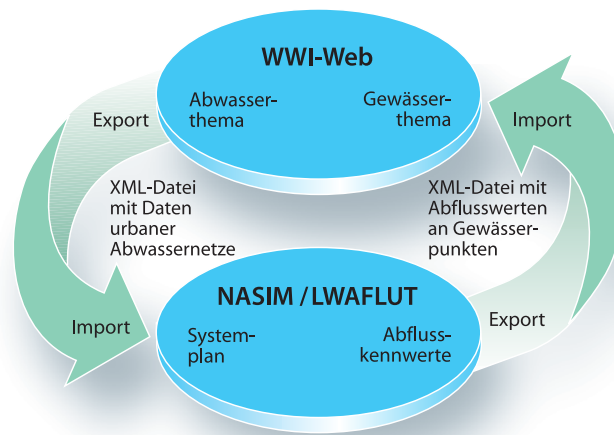 WWI-Web
Abwasser-
thema
Gewässer-
thema
Export
Import
XML-Datei
mit Daten
urbaner
Abwassernetze
XML-Datei mit
Abflusswerten
an Gewässer-
punkten
NASIM / LWAFLUT
System-
plan
Abfluss-
kennwerte
Import
Export